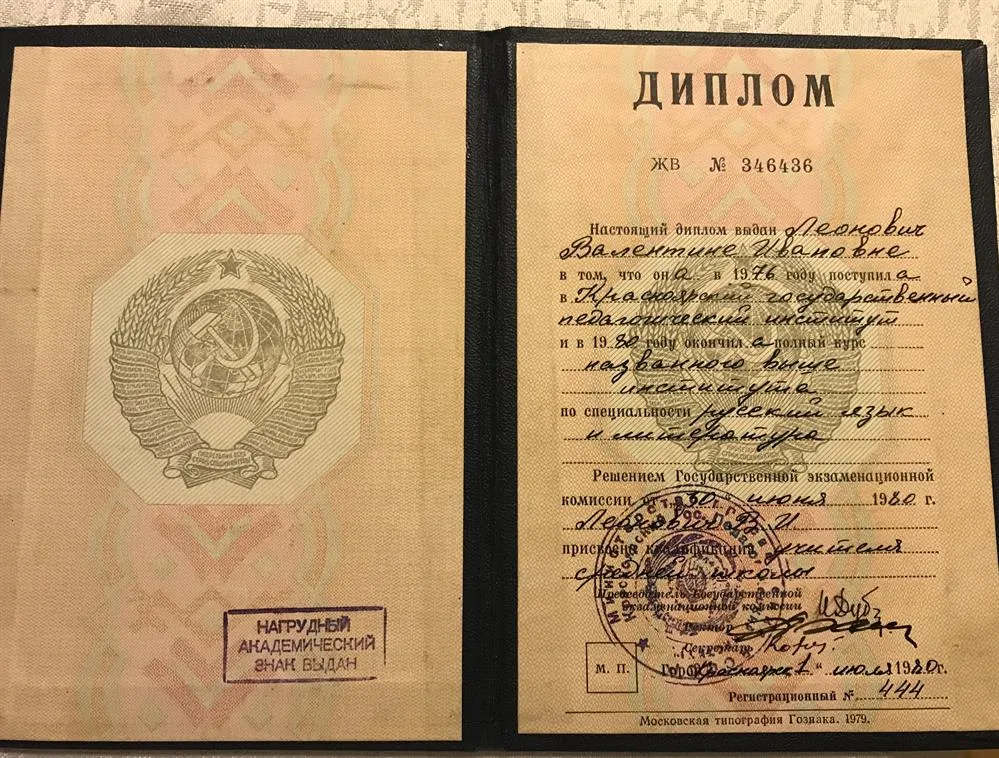 НАГРУДНЫЙ
АКАДЕМИЧЕСКИЙ
ЗНАК ВЫДАН
ДИПЛОМ
ЖВ № 346436
Настоящий диплом выдан Леонович
Валентине Ивановне
в том, что она в 1976 году поступила
в Красноярский государственный
педагогический институт
и в 1980 году окончила полный курс
названного выше
института
по специальности русский язык
и литература
Решением Государственной экзаменационной
комиссии от 30 июня 1980 г.
Леонович В. И.
присвоена квалификация учителя
средней школы
Председатель Государственной
экзаменационной комиссии
Ректор
Секретарь
М. П.
Город Красноярск 1 июля 1980 г.
Регистрационный № 444
Московская типография Гознака. 1979.